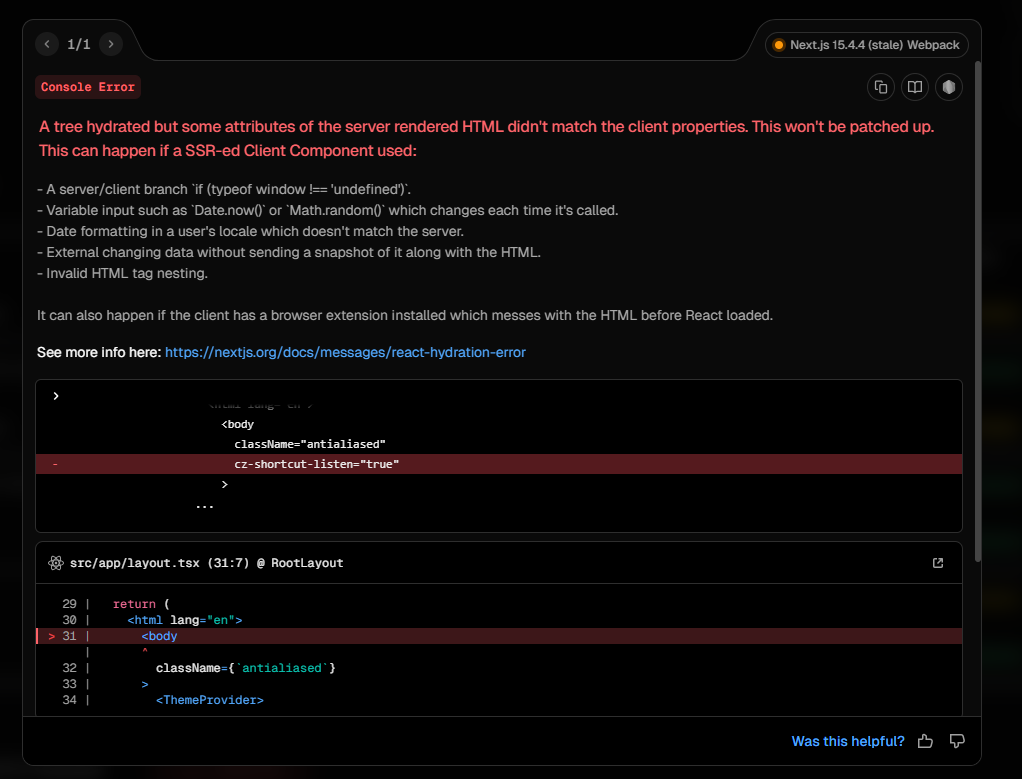 1/1
Next.js 15.4.4 (stale) Webpack
Console Error
A tree hydrated but some attributes of the server rendered HTML didn't match the client properties. This won't be patched up.
This can happen if a SSR-ed Client Component used:
- A server/client branch `if (typeof window !== 'undefined')`.
- Variable input such as `Date.now()` or `Math.random()` which changes each time it's called.
- Date formatting in a user's locale which doesn't match the server.
- External changing data without sending a snapshot of it along with the HTML.
- Invalid HTML tag nesting.
It can also happen if the client has a browser extension installed which messes with the HTML before React loaded.
See more info here: https://nextjs.org/docs/messages/react-hydration-error
<html lang="en">
<body
className="antialiased"
- cz-shortcut-listen="true"
>
...
src/app/layout.tsx (31:7) @ RootLayout
29 | return (
30 | <html lang="en">
> 31 | <body
| ^
32 | className={`antialiased`}
33 | >
34 | <ThemeProvider>
Was this helpful?